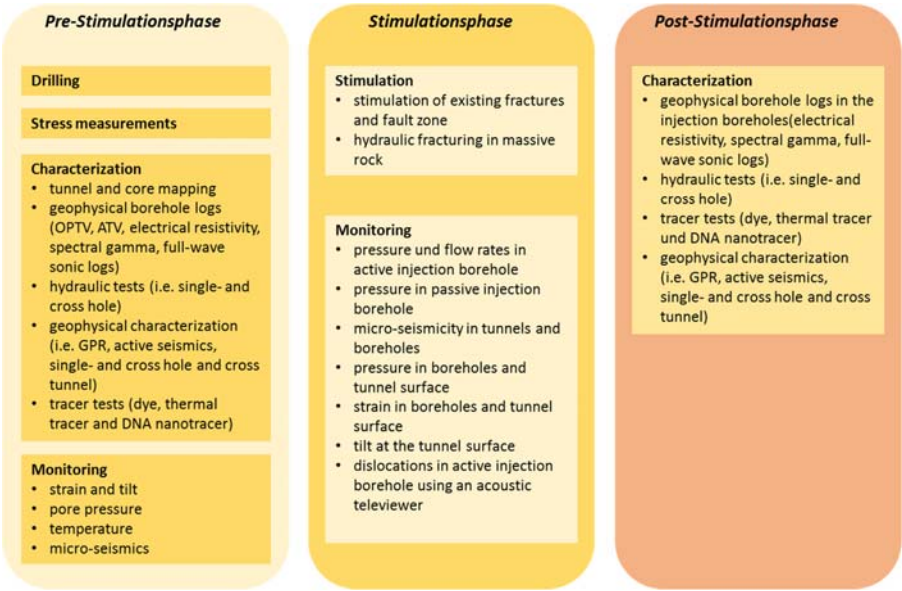 Pre-Stimulationsphase
Drilling
Stress measurements
Characterization
• tunnel and core mapping
• geophysical borehole logs
(OPTV, ATV, electrical resistivity,
spectral gamma, full-wave
sonic logs)
• hydraulic tests (i.e. single- and
cross hole)
• geophysical characterization
(i.e. GPR, active seismics,
single- and cross hole and cross
tunnel)
• tracer tests (dye, thermal
tracer and DNA nanotracer)
Monitoring
• strain and tilt
• pore pressure
• temperature
• micro-seismics
Stimulationsphase
Stimulation
• stimulation of existing fractures
and fault zone
• hydraulic fracturing in massive
rock
Monitoring
• pressure und flow rates in
active injection borehole
• pressure in passive injection
borehole
• micro-seismicity in tunnels and
boreholes
• pressure in boreholes and
tunnel surface
• strain in boreholes and tunnel
surface
• tilt at the tunnel surface
• dislocations in active injection
borehole using an acoustic
televiewer
Post-Stimulationsphase
Characterization
• geophysical borehole logs in the
injection boreholes(electrical
resistivity, spectral gamma, full-
wave sonic logs)
• hydraulic tests (i.e. single- and
cross hole)
• tracer tests (dye, thermal tracer
und DNA nanotracer)
• geophysical characterization
(i.e. GPR, active seismics,
single- and cross hole and cross
tunnel)